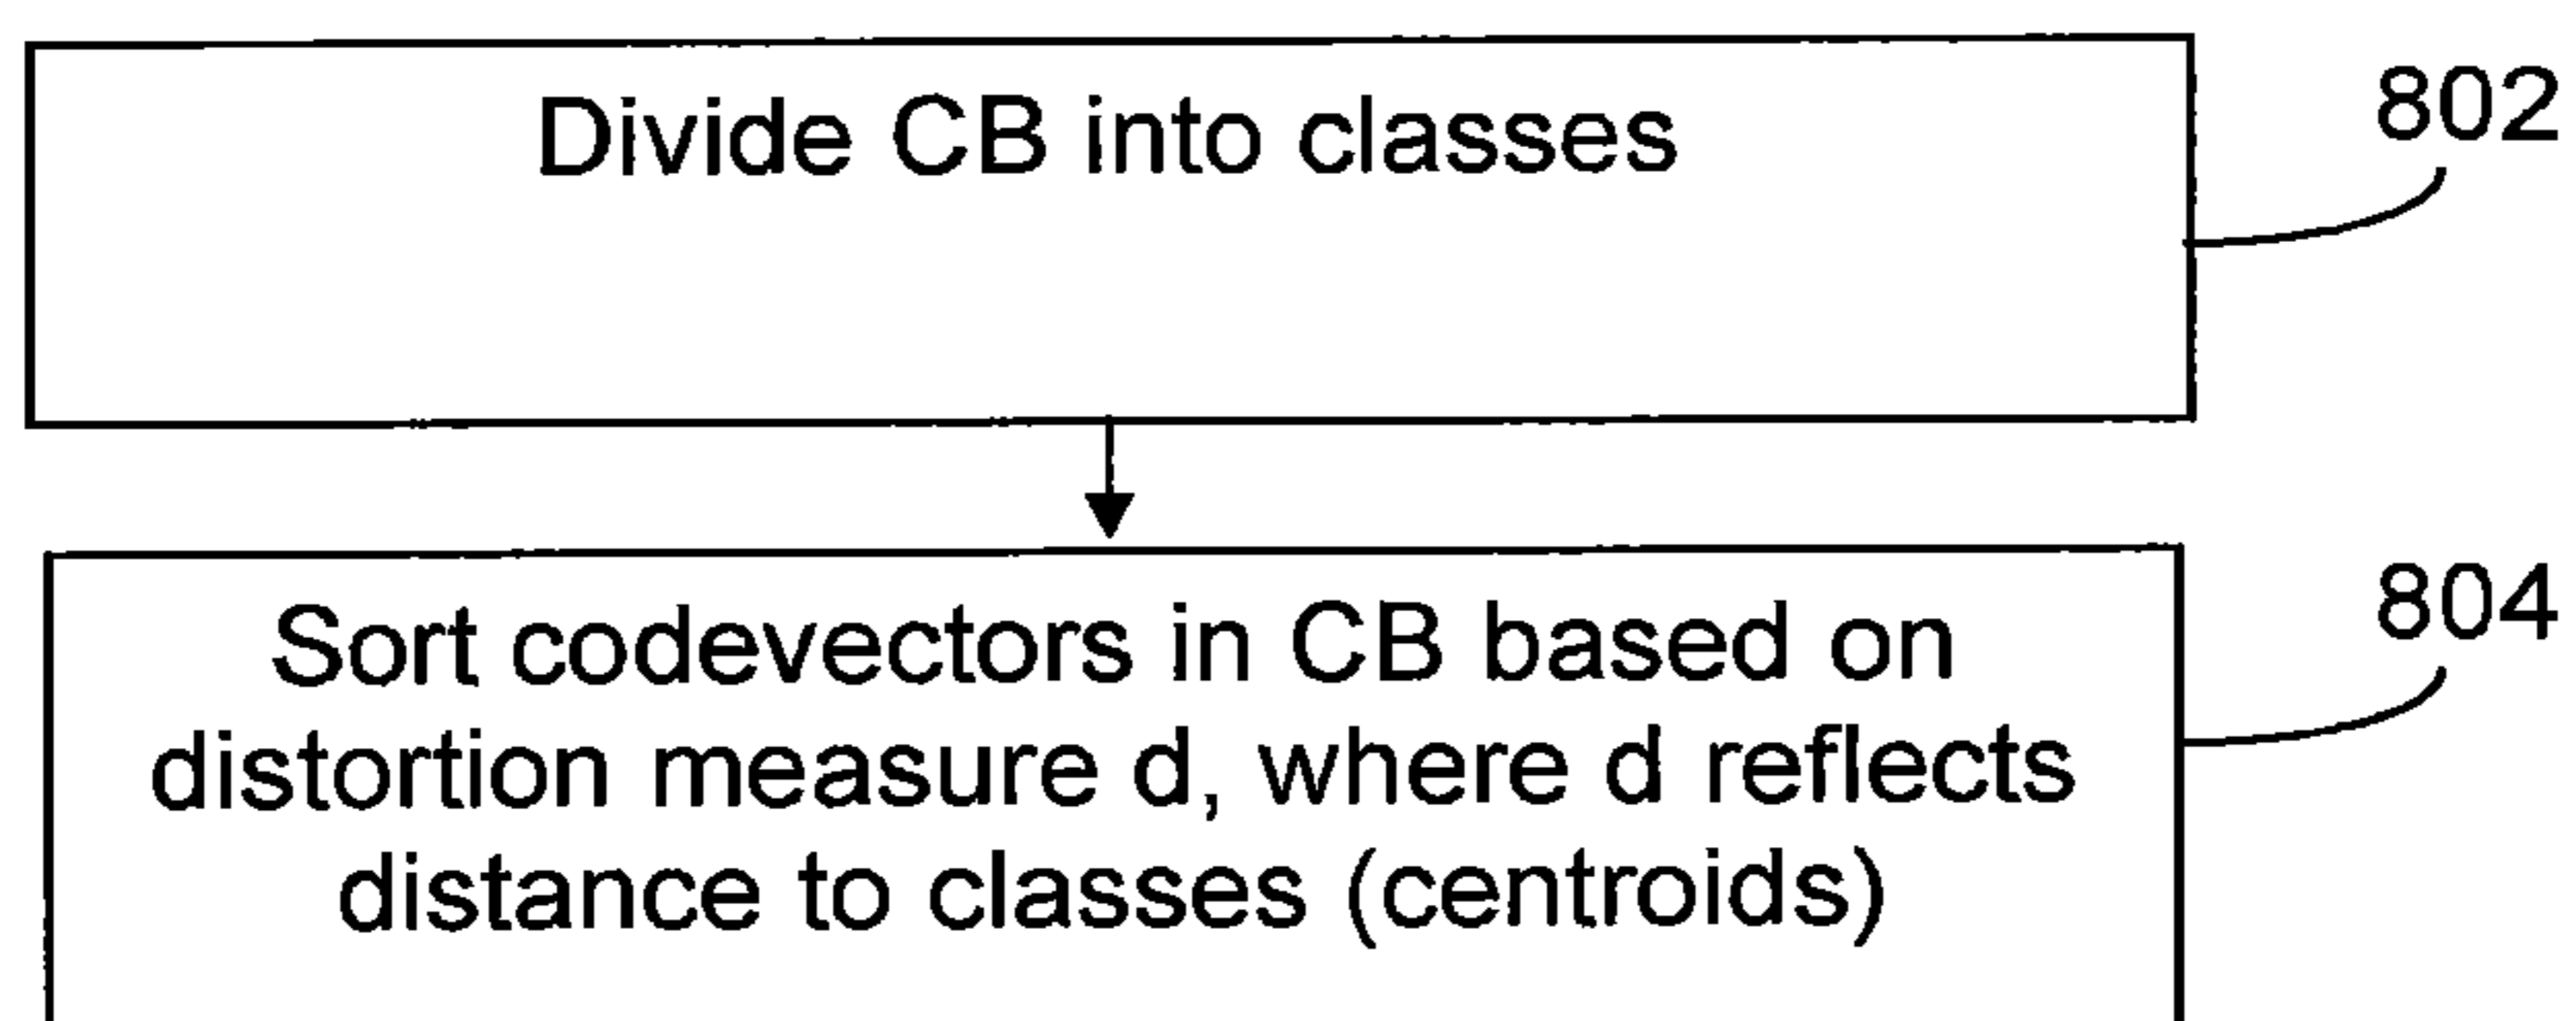 Divide CB into classes
802
Sort codevectors in CB based on
distortion measure d, where d reflects
distance to classes (centroids)
804